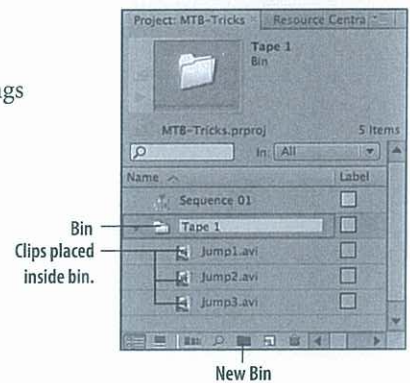 Project: MTB-Tricks × Resource Centra
Tape 1
Bin
ngs
MTB-Tricks.prproj 5 Items
In: All
Name Label
Sequence 01
Bin Tape 1
Clips placed
inside bin.
Jump1.avi
Jump2.avi
Jump3.avi
New Bin